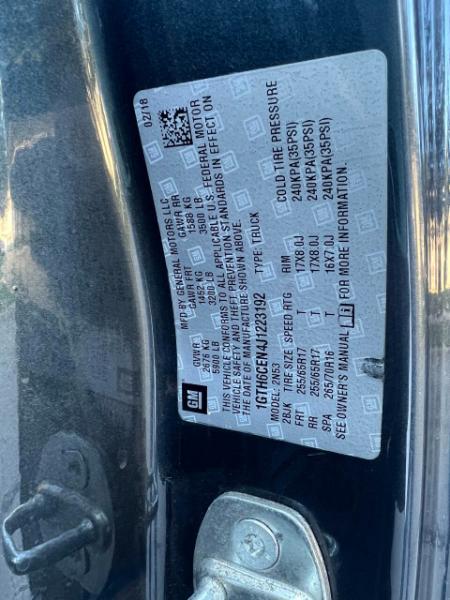 02/18
MFD BY GENERAL MOTORS LLC
GVWR GAWR FRT GAWR RR
2676 KG 1452 KG 1588 KG
5900 LB 3200 LB 3500 LB
THIS VEHICLE CONFORMS TO ALL APPLICABLE U.S. FEDERAL MOTOR
VEHICLE SAFETY AND THEFT PREVENTION STANDARDS IN EFFECT ON
THE DATE OF MANUFACTURE SHOWN ABOVE.
GM
1GTH6CEN4J1223192 TYPE: TRUCK
MODEL: 2N53
2BJK TIRE SIZE SPEED RTG RIM COLD TIRE PRESSURE
FRT 255/65R17 T 17X8.0J 240KPA(35PSI)
RR 255/65R17 T 17X8.0J 240KPA(35PSI)
SPA 265/70R16 T 16X7.0J 240KPA(35PSI)
SEE OWNER'S MANUAL FOR MORE INFORMATION.